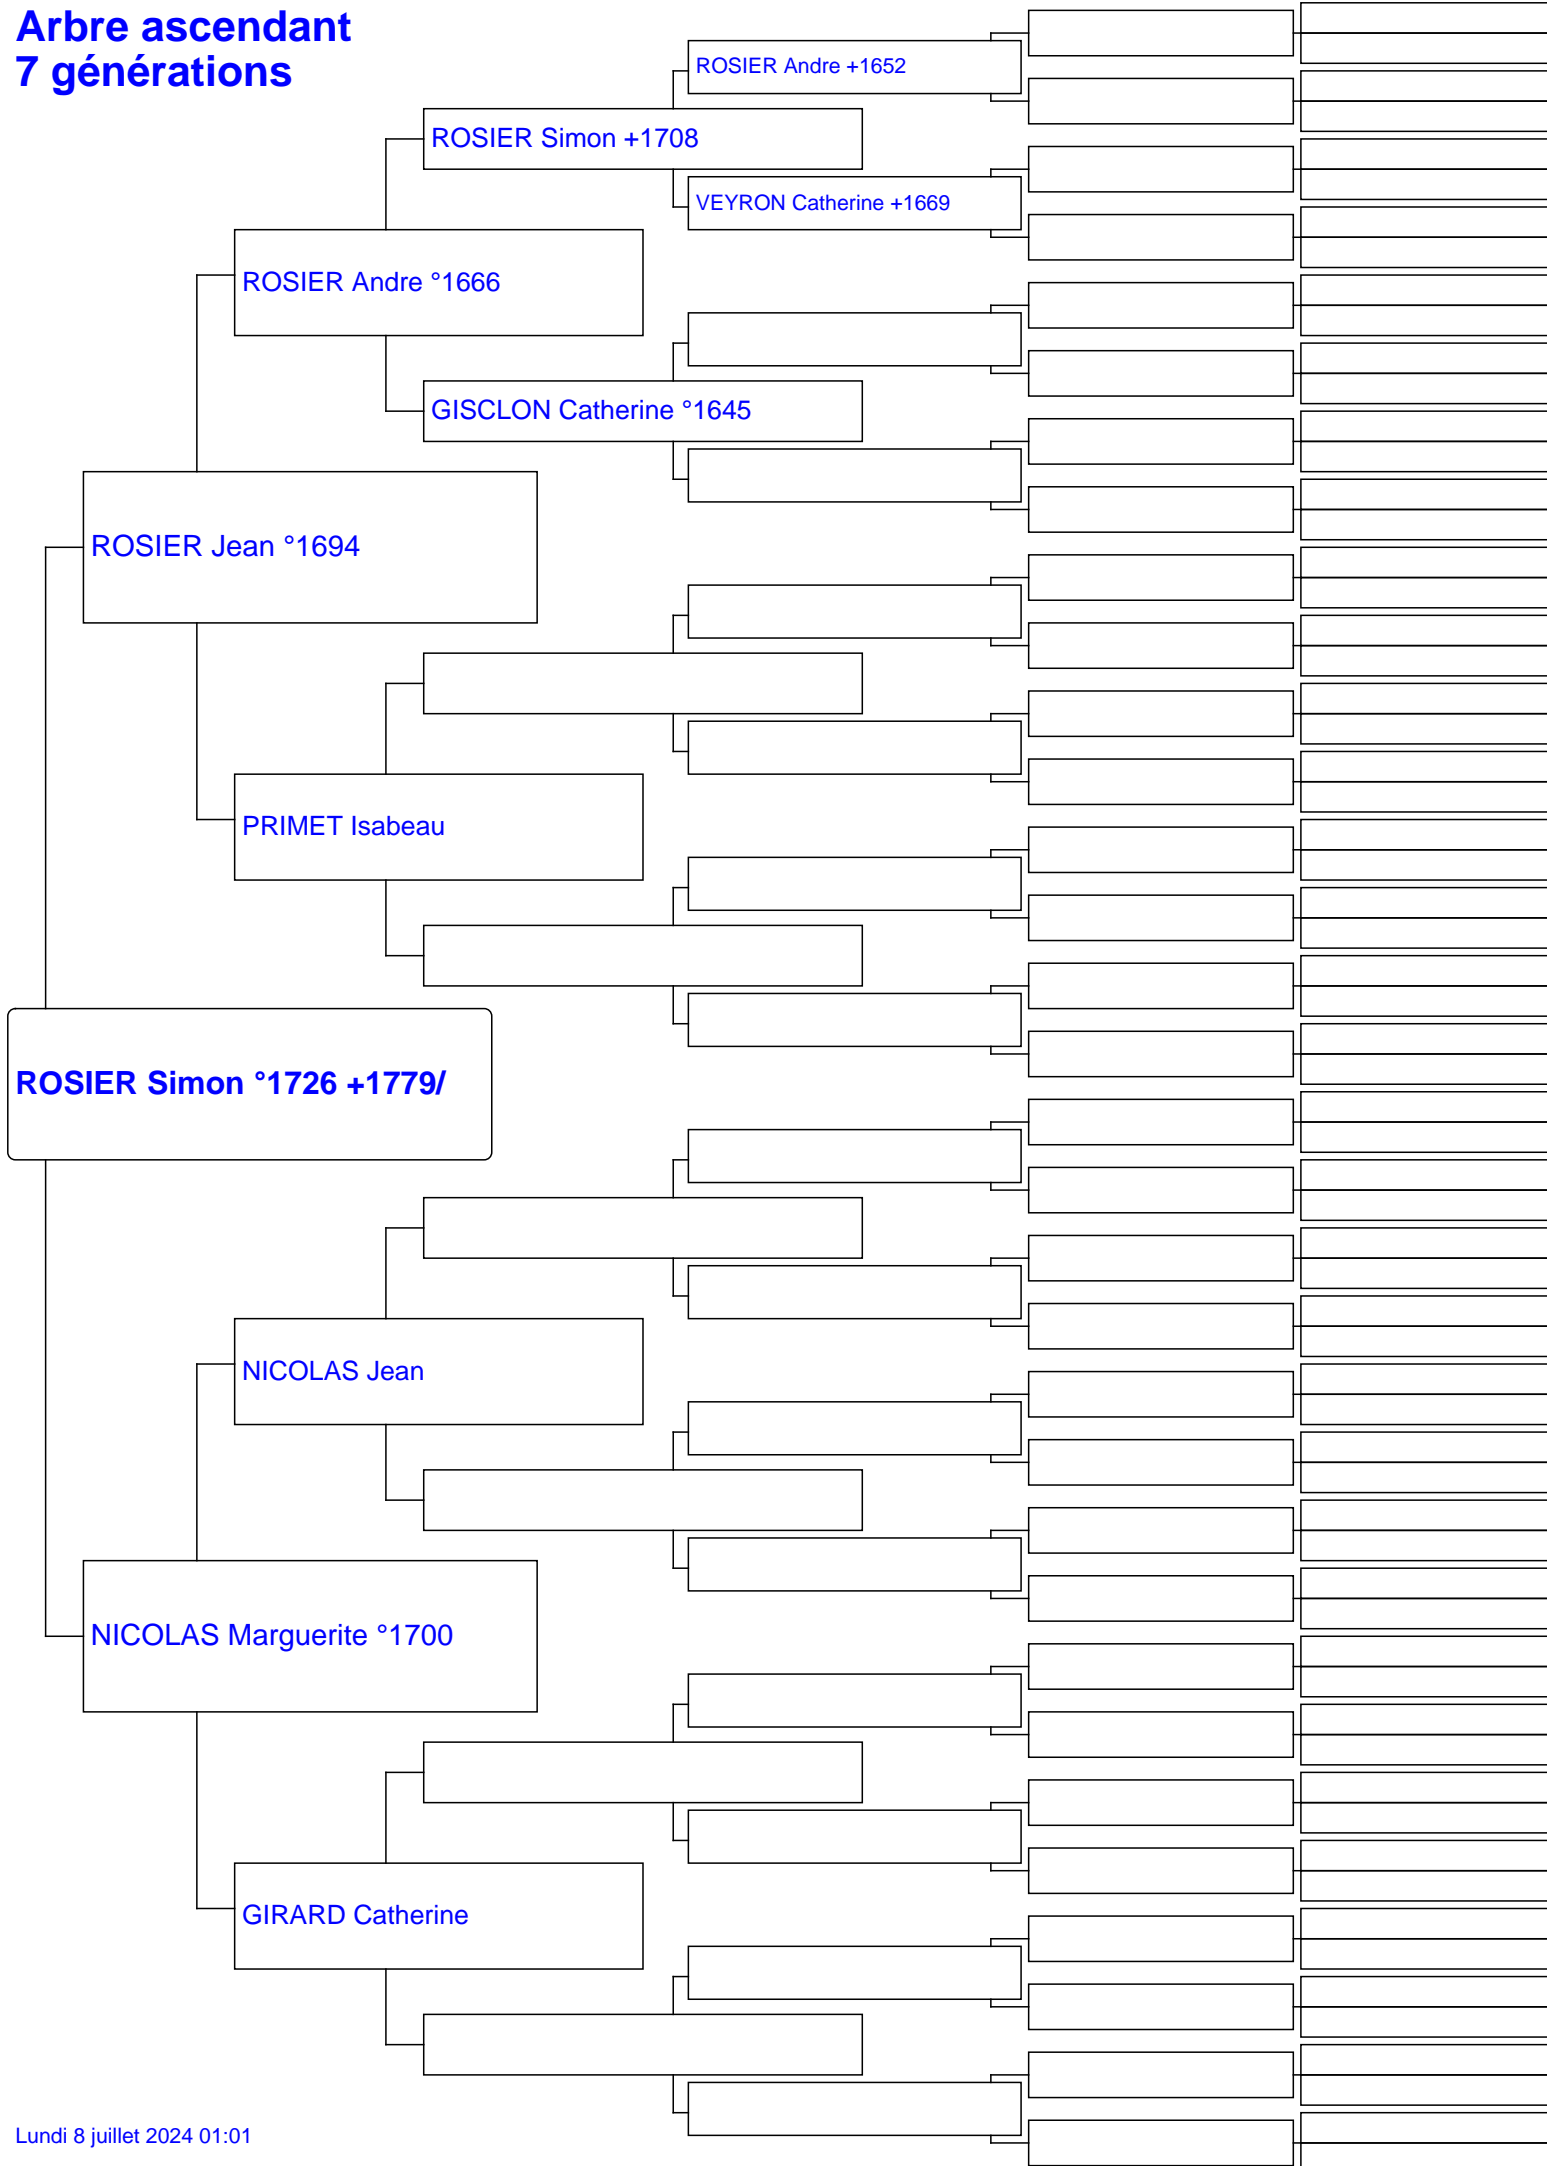 Arbre ascendant
7 générations
ROSIER Andre +1652
ROSIER Simon +1708
VEYRON Catherine +1669
ROSIER Andre °1666
GISCLON Catherine °1645
ROSIER Jean °1694
PRIMET Isabeau
ROSIER Simon °1726 +1779/
NICOLAS Jean
NICOLAS Marguerite °1700
GIRARD Catherine
Lundi 8 juillet 2024 01:01